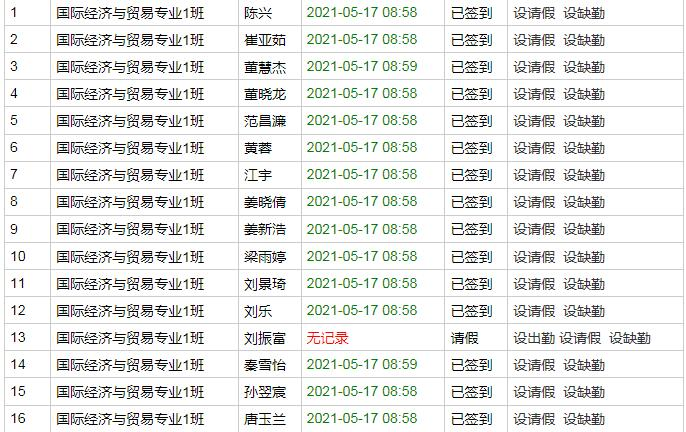 1 国际经济与贸易专业1班 陈兴 2021-05-17 08:58 已签到 设请假 设缺勤
2 国际经济与贸易专业1班 崔亚茹 2021-05-17 08:58 已签到 设请假 设缺勤
3 国际经济与贸易专业1班 董慧杰 2021-05-17 08:59 已签到 设请假 设缺勤
4 国际经济与贸易专业1班 董晓龙 2021-05-17 08:58 已签到 设请假 设缺勤
5 国际经济与贸易专业1班 范昌濂 2021-05-17 08:58 已签到 设请假 设缺勤
6 国际经济与贸易专业1班 黄蓉 2021-05-17 08:58 已签到 设请假 设缺勤
7 国际经济与贸易专业1班 江宇 2021-05-17 08:58 已签到 设请假 设缺勤
8 国际经济与贸易专业1班 姜晓倩 2021-05-17 08:58 已签到 设请假 设缺勤
9 国际经济与贸易专业1班 姜新浩 2021-05-17 08:58 已签到 设请假 设缺勤
10 国际经济与贸易专业1班 梁雨婷 2021-05-17 08:58 已签到 设请假 设缺勤
11 国际经济与贸易专业1班 刘景琦 2021-05-17 08:58 已签到 设请假 设缺勤
12 国际经济与贸易专业1班 刘乐 2021-05-17 08:58 已签到 设请假 设缺勤
13 国际经济与贸易专业1班 刘振富 无记录 请假 设出勤 设请假 设缺勤
14 国际经济与贸易专业1班 秦雪怡 2021-05-17 08:59 已签到 设请假 设缺勤
15 国际经济与贸易专业1班 孙翌宸 2021-05-17 08:58 已签到 设请假 设缺勤
16 国际经济与贸易专业1班 唐玉兰 2021-05-17 08:58 已签到 设请假 设缺勤